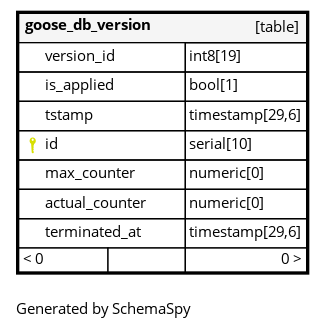 goose_db_version [table]
version_id int8[19]
is_applied bool[1]
tstamp timestamp[29,6]
id serial[10]
max_counter numeric[0]
actual_counter numeric[0]
terminated_at timestamp[29,6]
< 0 0 >
Generated by SchemaSpy